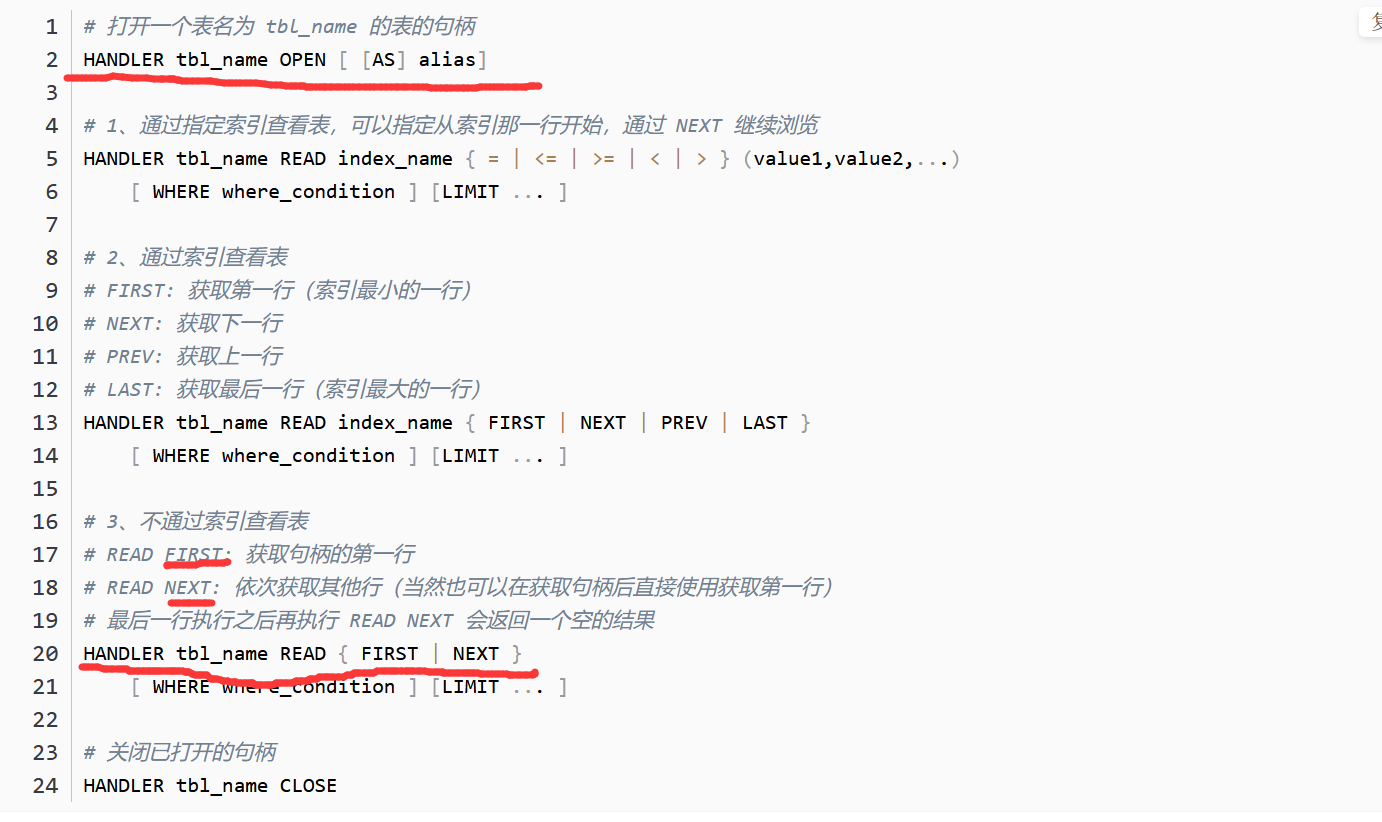 复
1 # 打开一个表名为 tbl_name 的表的句柄
2 HANDLER tbl_name OPEN [ [AS] alias]
3
4 # 1、通过指定索引查看表，可以指定从索引那一行开始，通过 NEXT 继续浏览
5 HANDLER tbl_name READ index_name { = | <= | >= | < | > } (value1,value2,...)
6 [ WHERE where_condition ] [LIMIT ... ]
7
8 # 2、通过索引查看表
9 # FIRST: 获取第一行（索引最小的一行）
10 # NEXT: 获取下一行
11 # PREV: 获取上一行
12 # LAST: 获取最后一行（索引最大的一行）
13 HANDLER tbl_name READ index_name { FIRST | NEXT | PREV | LAST }
14 [ WHERE where_condition ] [LIMIT ... ]
15
16 # 3、不通过索引查看表
17 # READ FIRST: 获取句柄的第一行
18 # READ NEXT: 依次获取其他行（当然也可以在获取句柄后直接使用获取第一行）
19 # 最后一行执行之后再执行 READ NEXT 会返回一个空的结果
20 HANDLER tbl_name READ { FIRST | NEXT }
21 [ WHERE where_condition ] [LIMIT ... ]
22
23 # 关闭已打开的句柄
24 HANDLER tbl_name CLOSE